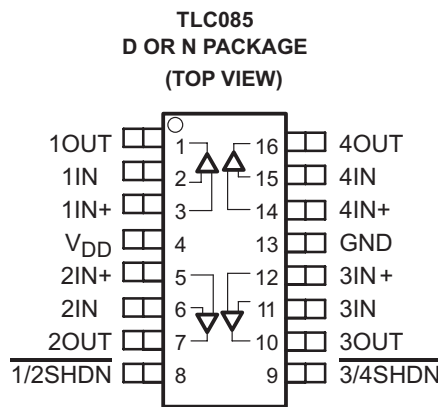 TLC085
D OR N PACKAGE
(TOP VIEW)
1OUT 1 16 4OUT
1IN 2 15 4IN
1IN+ 3 14 4IN+
VDD 4 13 GND
2IN+ 5 12 3IN+
2IN 6 11 3IN
2OUT 7 10 3OUT
1/2SHDN 8 9 3/4SHDN